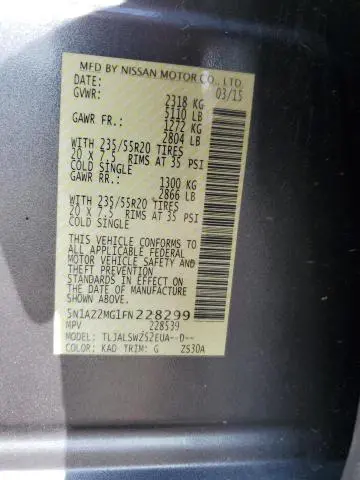 MFD BY NISSAN MOTOR CO., LTD.
DATE: 03/15
GVWR: 2318 KG
5110 LB
GAWR FR.: 1272 KG
2804 LB
WITH 235/55R20 TIRES
20 X 7.5 RIMS AT 35 PSI
COLD SINGLE
GAWR RR.: 1300 KG
2866 LB
WITH 235/55R20 TIRES
20 X 7.5 RIMS AT 35 PSI
COLD SINGLE
THIS VEHICLE CONFORMS TO
ALL APPLICABLE FEDERAL
MOTOR VEHICLE SAFETY AND
THEFT PREVENTION
STANDARDS IN EFFECT ON
THE DATE OF MANUFACTURE
SHOWN ABOVE.
5N1AZ2MG1FN228299
MPV 228539
MODEL: TLJALSWZ52EUA--D--
COLOR: KAD TRIM: G ZS30A